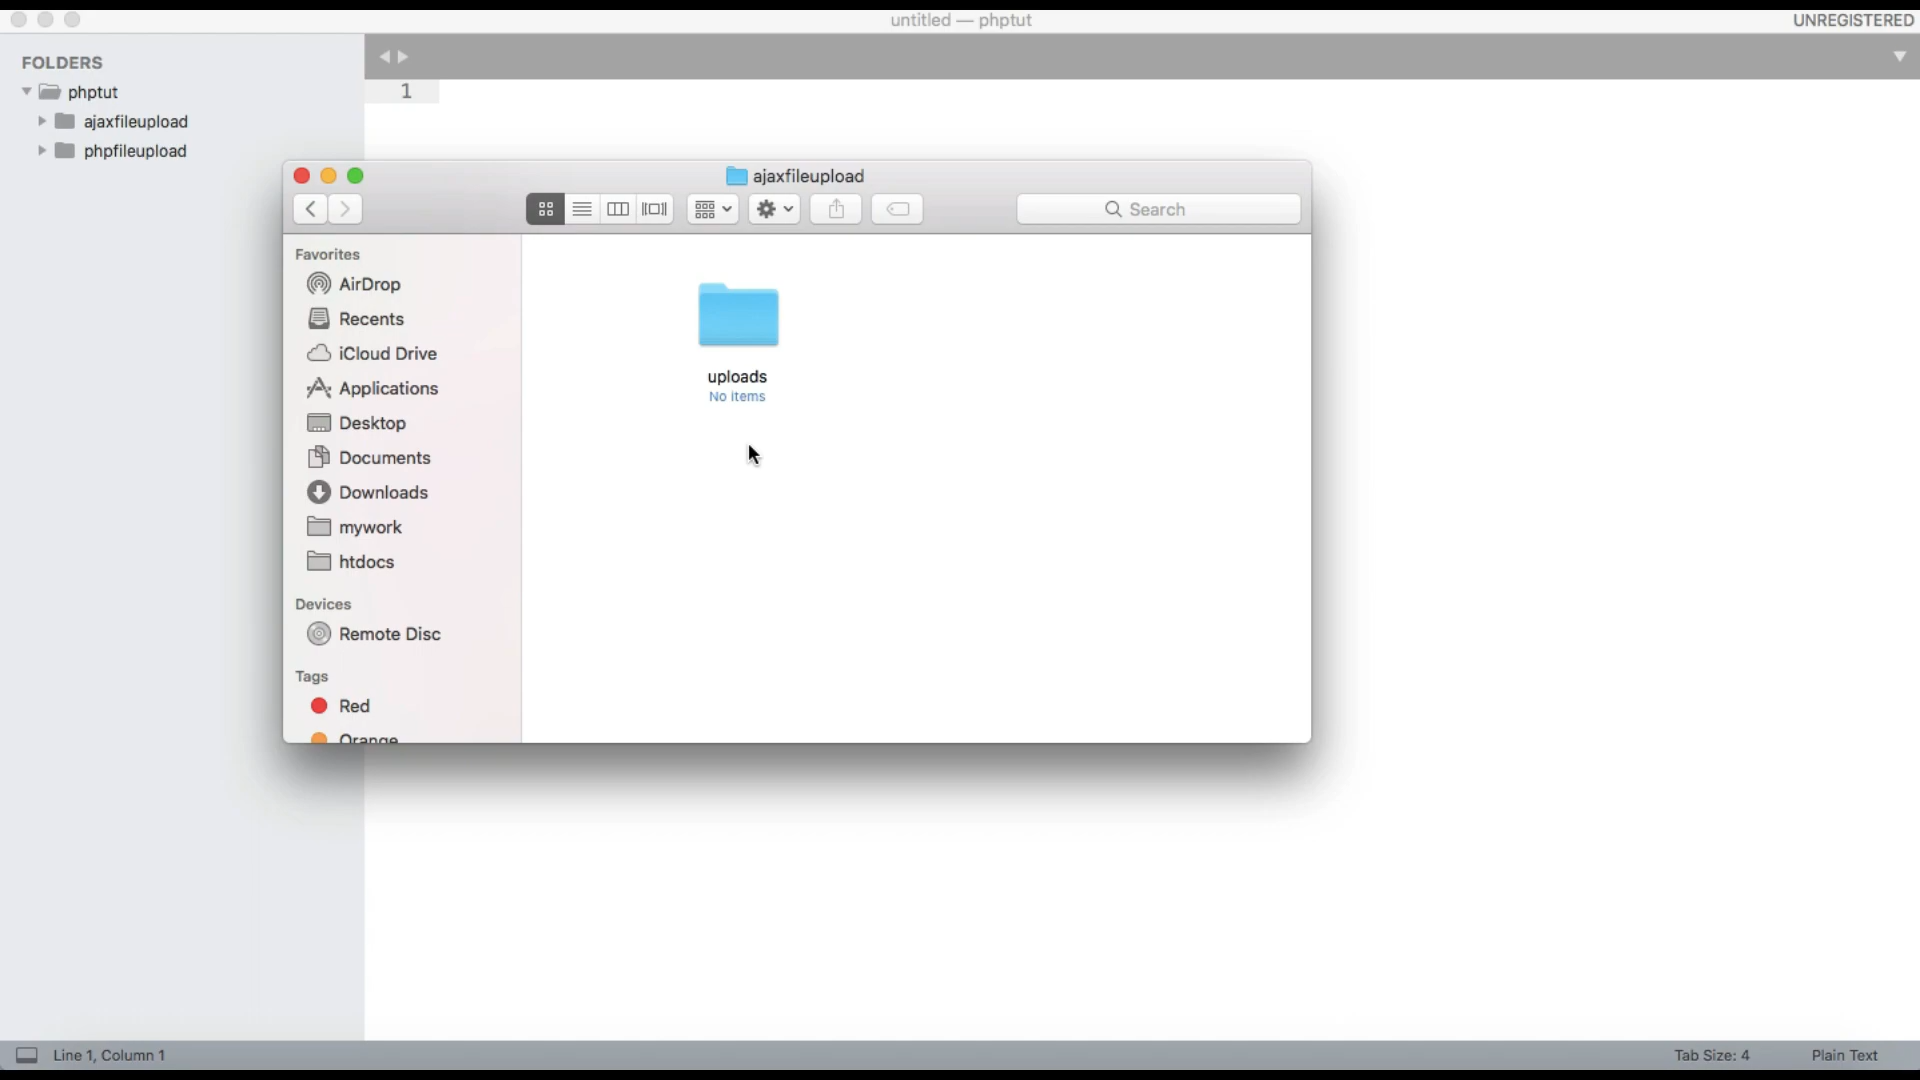 untitled — phptut
UNREGISTERED
FOLDERS
phptut
ajaxfileupload
phpfileupload
1
ajaxfileupload
Search
Favorites
AirDrop
Recents
iCloud Drive
Applications
Desktop
Documents
Downloads
mywork
htdocs
Devices
Remote Disc
Tags
Red
Orange
uploads
No items
Line 1, Column 1
Tab Size: 4
Plain Text